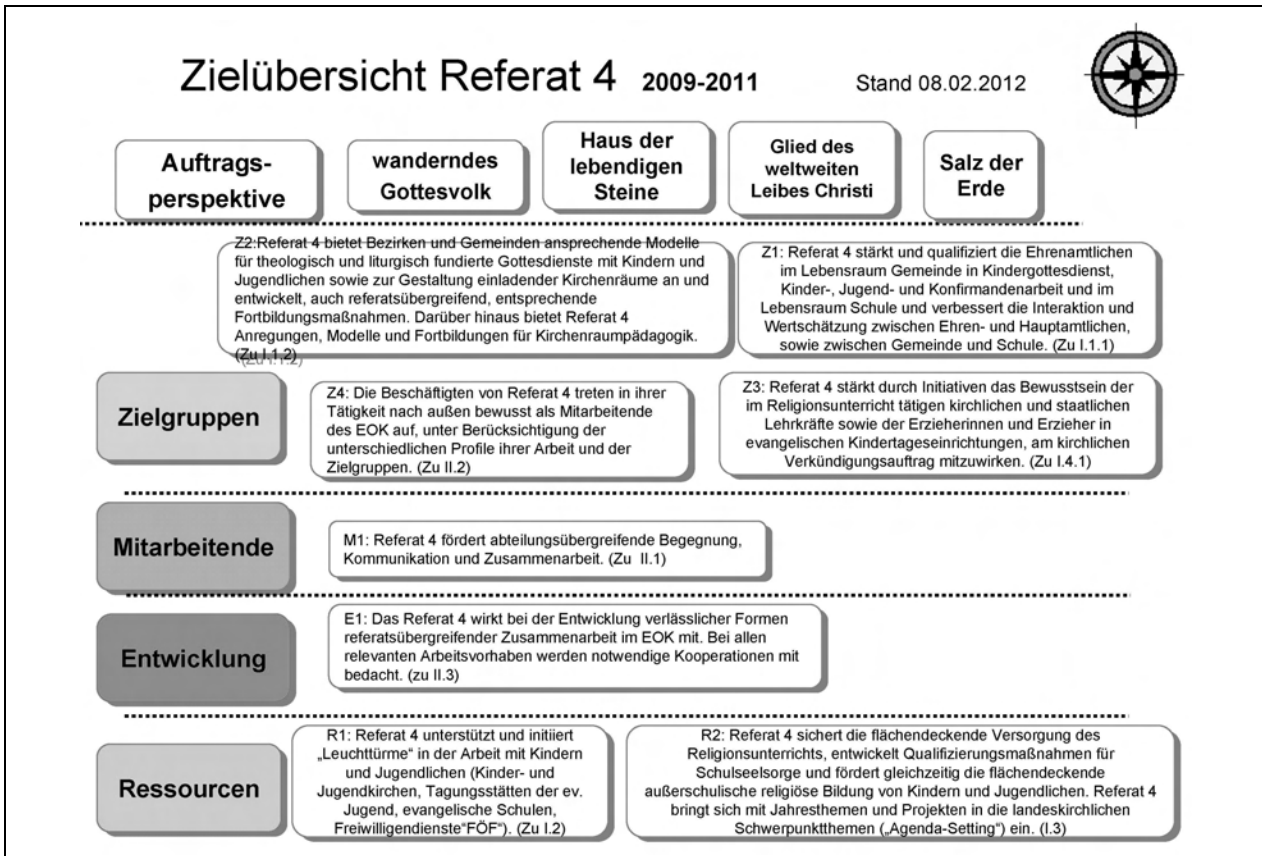 Zielübersicht Referat 4 2009-2011 Stand 08.02.2012
Auftrags-
perspektive
wanderndes
Gottesvolk
Haus der
lebendigen
Steine
Glied des
weltweiten
Leibes Christi
Salz der
Erde
Z2:Referat 4 bietet Bezirken und Gemeinden ansprechende Modelle
für theologisch und liturgisch fundierte Gottesdienste mit Kindern und
Jugendlichen sowie zur Gestaltung einladender Kirchenräume an und
entwickelt, auch referatsübergreifend, entsprechende
Fortbildungsmaßnahmen. Darüber hinaus bietet Referat 4
Anregungen, Modelle und Fortbildungen für Kirchenraumpädagogik.
(Zu I.1.2)
Z1: Referat 4 stärkt und qualifiziert die Ehrenamtlichen
im Lebensraum Gemeinde in Kindergottesdienst,
Kinder-, Jugend- und Konfirmandenarbeit und im
Lebensraum Schule und verbessert die Interaktion und
Wertschätzung zwischen Ehren- und Hauptamtlichen,
sowie zwischen Gemeinde und Schule. (Zu I.1.1)
Zielgruppen
Z4: Die Beschäftigten von Referat 4 treten in ihrer
Tätigkeit nach außen bewusst als Mitarbeitende
des EOK auf, unter Berücksichtigung der
unterschiedlichen Profile ihrer Arbeit und der
Zielgruppen. (Zu II.2)
Z3: Referat 4 stärkt durch Initiativen das Bewusstsein der
im Religionsunterricht tätigen kirchlichen und staatlichen
Lehrkräfte sowie der Erzieherinnen und Erzieher in
evangelischen Kindertageseinrichtungen, am kirchlichen
Verkündigungsauftrag mitzuwirken. (Zu I.4.1)
Mitarbeitende
M1: Referat 4 fördert abteilungsübergreifende Begegnung,
Kommunikation und Zusammenarbeit. (Zu II.1)
Entwicklung
E1: Das Referat 4 wirkt bei der Entwicklung verlässlicher Formen
referatsübergreifender Zusammenarbeit im EOK mit. Bei allen
relevanten Arbeitsvorhaben werden notwendige Kooperationen mit
bedacht. (zu II.3)
Ressourcen
R1: Referat 4 unterstützt und initiiert
„Leuchttürme“ in der Arbeit mit Kindern
und Jugendlichen (Kinder- und
Jugendkirchen, Tagungsstätten der ev.
Jugend, evangelische Schulen,
Freiwilligendienste“FÖF“). (Zu I.2)
R2: Referat 4 sichert die flächendeckende Versorgung des
Religionsunterrichts, entwickelt Qualifizierungsmaßnahmen für
Schulseelsorge und fördert gleichzeitig die flächendeckende
außerschulische religiöse Bildung von Kindern und Jugendlichen. Referat 4
bringt sich mit Jahresthemen und Projekten in die landeskirchlichen
Schwerpunktthemen („Agenda-Setting“) ein. (I.3)